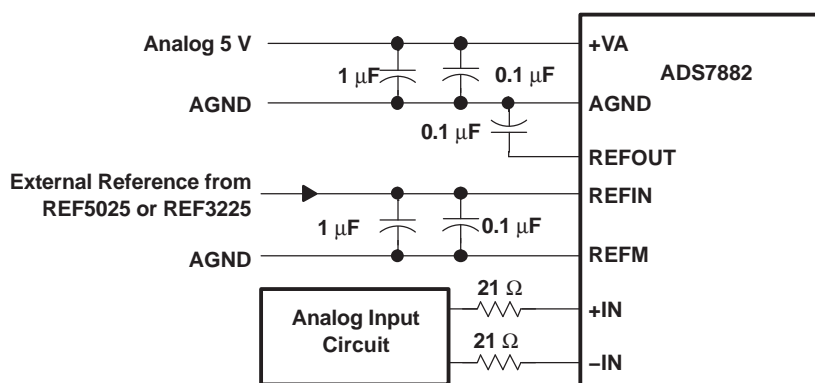 Analog 5 V
+VA
1 μF
0.1 μF
ADS7882
AGND
AGND
0.1 μF
REFOUT
External Reference from
REF5025 or REF3225
REFIN
1 μF
0.1 μF
AGND
REFM
21 Ω
+IN
Analog Input
Circuit
21 Ω
−IN